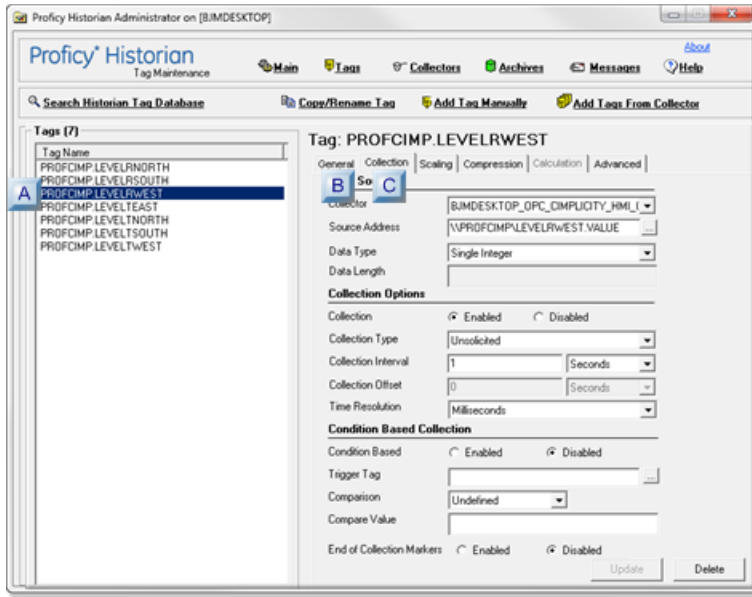 Proficy Historian Administrator on [BJMDESKTOP]
Proficy* Historian
Tag Maintenance
Main Tags Collectors Archives Messages Help
About
Search Historian Tag Database Copy/Rename Tag Add Tag Manually Add Tags From Collector
Tags (7)
Tag Name
PROFCIMP.LEVELRNORTH
PROFCIMP.LEVELRSOUTH
PROFCIMP.LEVELRWEST
PROFCIMP.LEVELTEAST
PROFCIMP.LEVELTNORTH
PROFCIMP.LEVELTSOUTH
PROFCIMP.LEVELTWEST
A
Tag: PROFCIMP.LEVELRWEST
General Collection Scaling Compression Calculation Advanced
B
C
Collector BJMDESKTOP_OPC_CIMPLICITY_HMI_(
Source Address \\PROFCIMP\LEVELRWEST.VALUE ...
Data Type Single Integer
Data Length
Collection Options
Collection Enabled Disabled
Collection Type Unsolicited
Collection Interval 1 Seconds
Collection Offset 0 Seconds
Time Resolution Milliseconds
Condition Based Collection
Condition Based Enabled Disabled
Trigger Tag ...
Comparison Undefined
Compare Value
End of Collection Markers Enabled Disabled
Update Delete